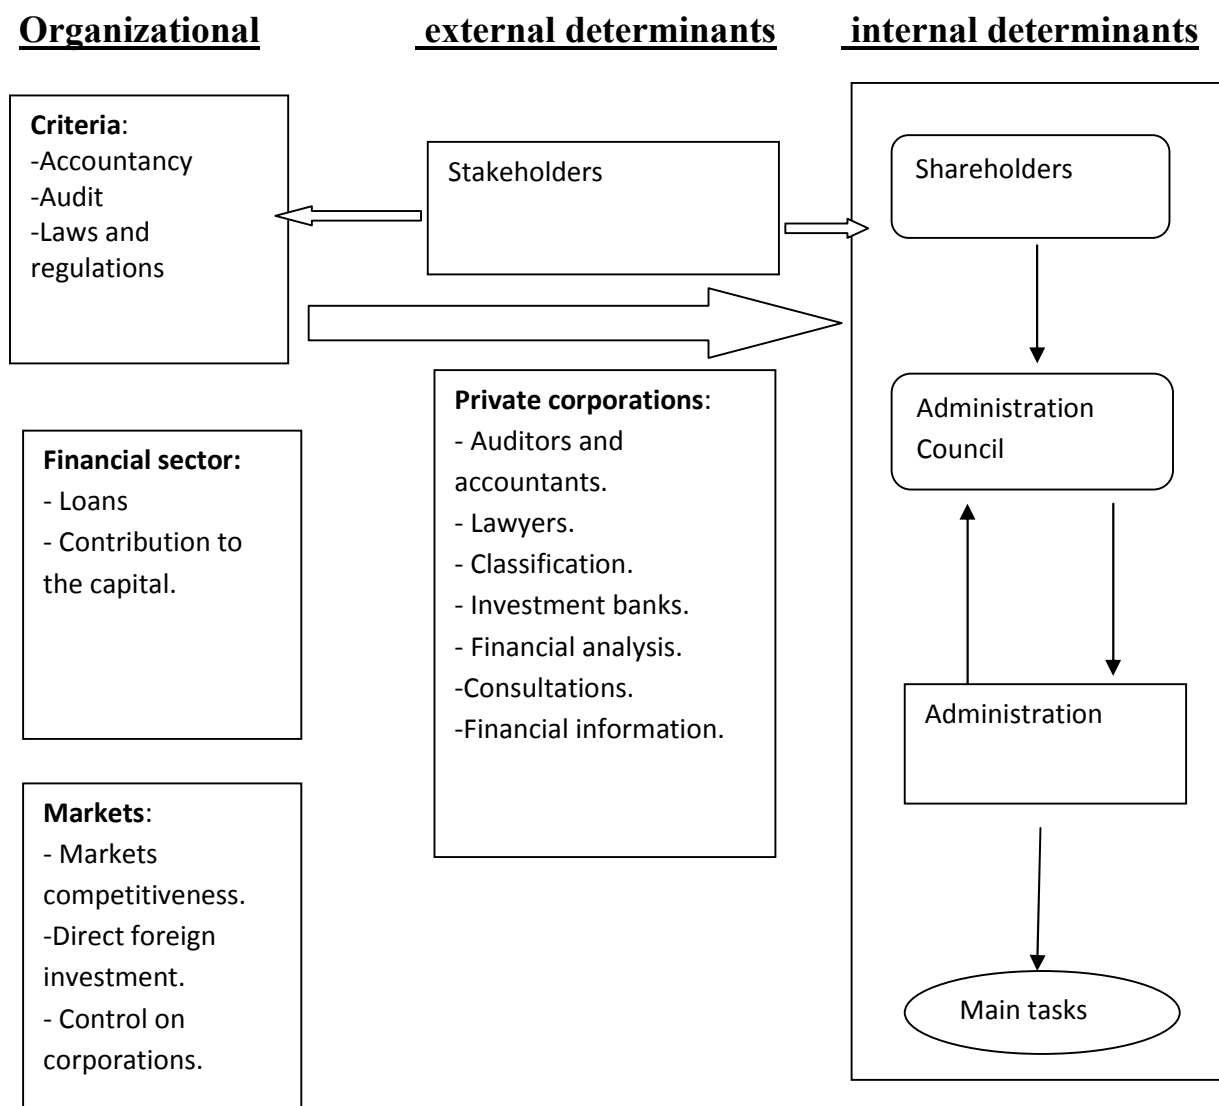 Organizational
external determinants
internal determinants
Criteria:
-Accountancy
-Audit
-Laws and
regulations
Financial sector:
- Loans
- Contribution to
the capital.
Markets:
- Markets
competitiveness.
-Direct foreign
investment.
- Control on
corporations.
Stakeholders
Private corporations:
- Auditors and
accountants.
- Lawyers.
- Classification.
- Investment banks.
- Financial analysis.
-Consultations.
-Financial information.
Shareholders
Administration
Council
Administration
Main tasks